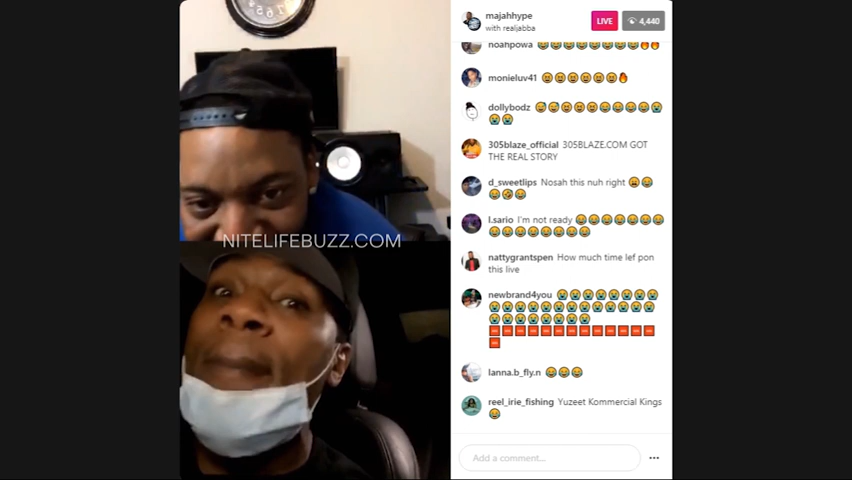 majahhype
with realjabba
LIVE
4,440
noahpowa
monieluv41
dollybodz
305blaze_official 305BLAZE.COM GOT
THE REAL STORY
d_sweetlips Nosah this nuh right
l.sario I'm not ready
nattygrantspen How much time lef pon
this live
newbrand4you
lanna.b_fly.n
reel_irie_fishing Yuzeet Kommercial Kings
Add a comment...
NITELIFEBUZZ.COM